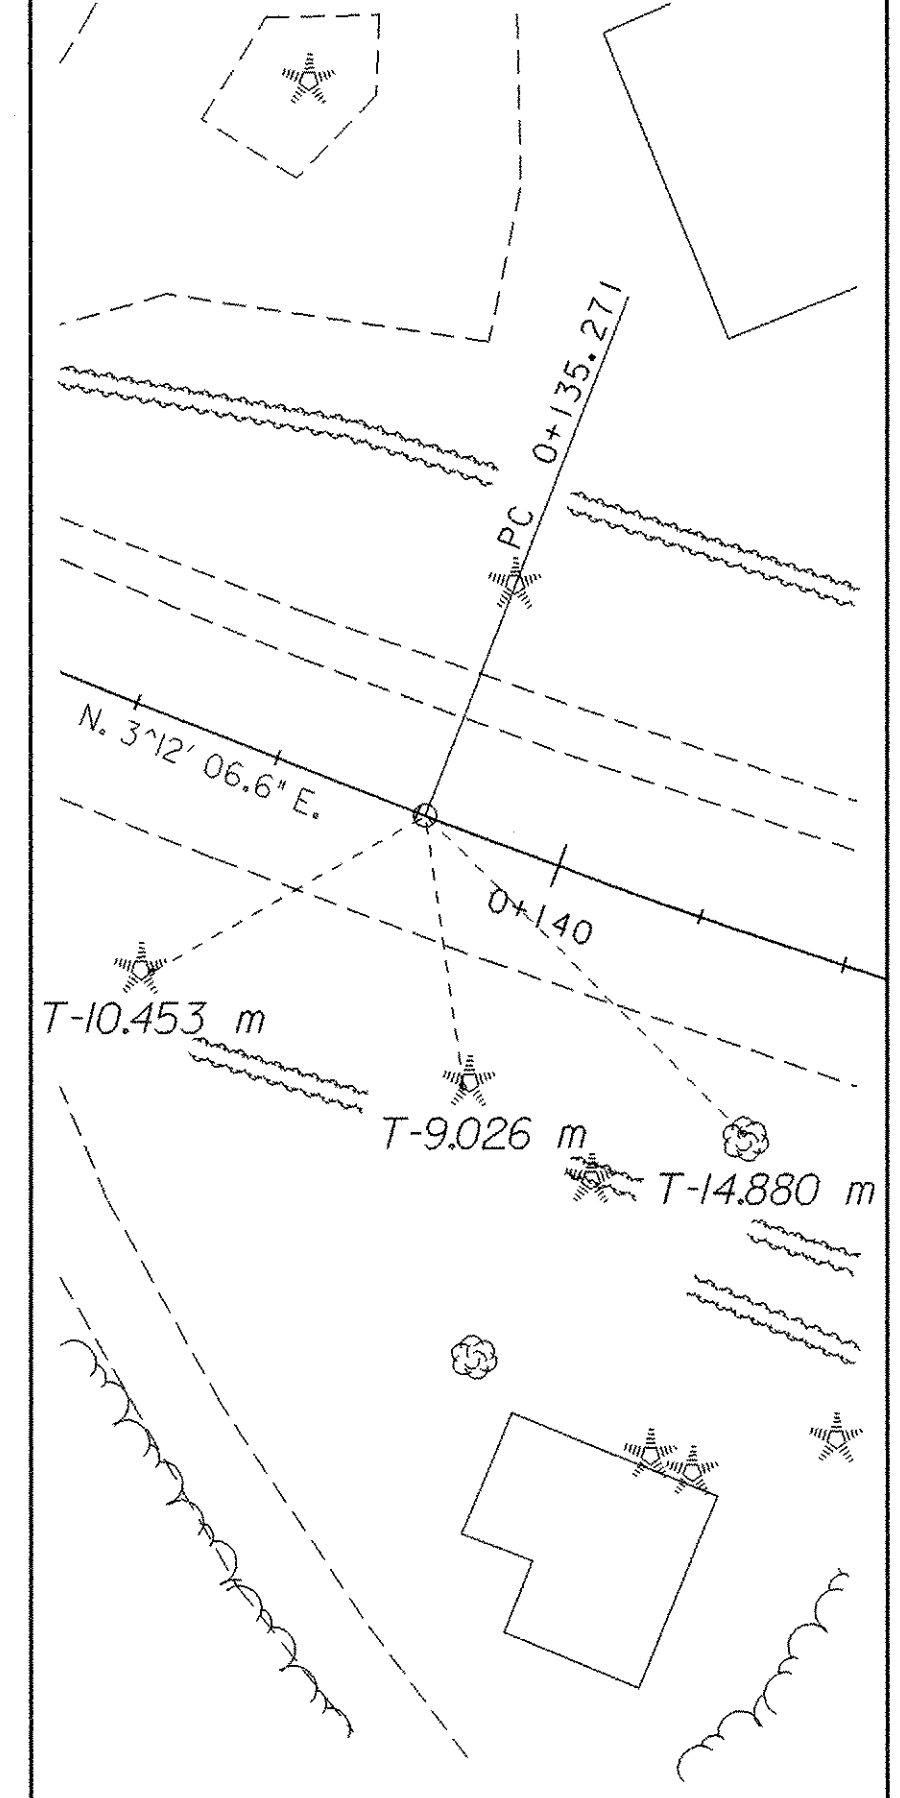 PC 0+135.271
N. 3^12' 06.6" E.
0+140
T-10.453 m
T-9.026 m
T-14.880 m